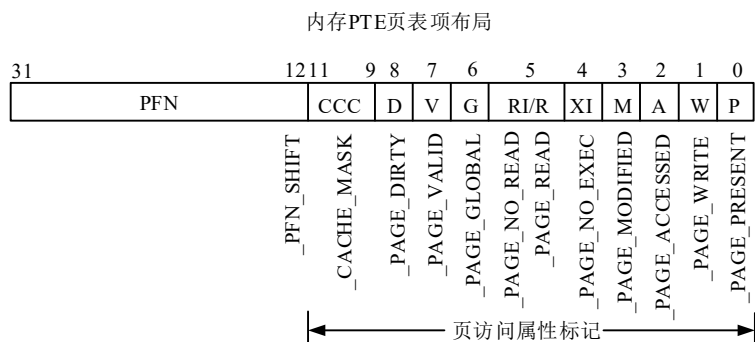 内存PTE页表项布局
31 12 11 9 8 7 6 5 4 3 2 1 0
PFN CCC D V G RI/R XI M A W P
_PFN_SHIFT
_CACHE_MASK
_PAGE_DIRTY
_PAGE_VALID
_PAGE_GLOBAL
_PAGE_NO_READ
_PAGE_READ
_PAGE_NO_EXEC
_PAGE_MODIFIED
_PAGE_ACCESSED
_PAGE_WRITE
_PAGE_PRESENT
页访问属性标记